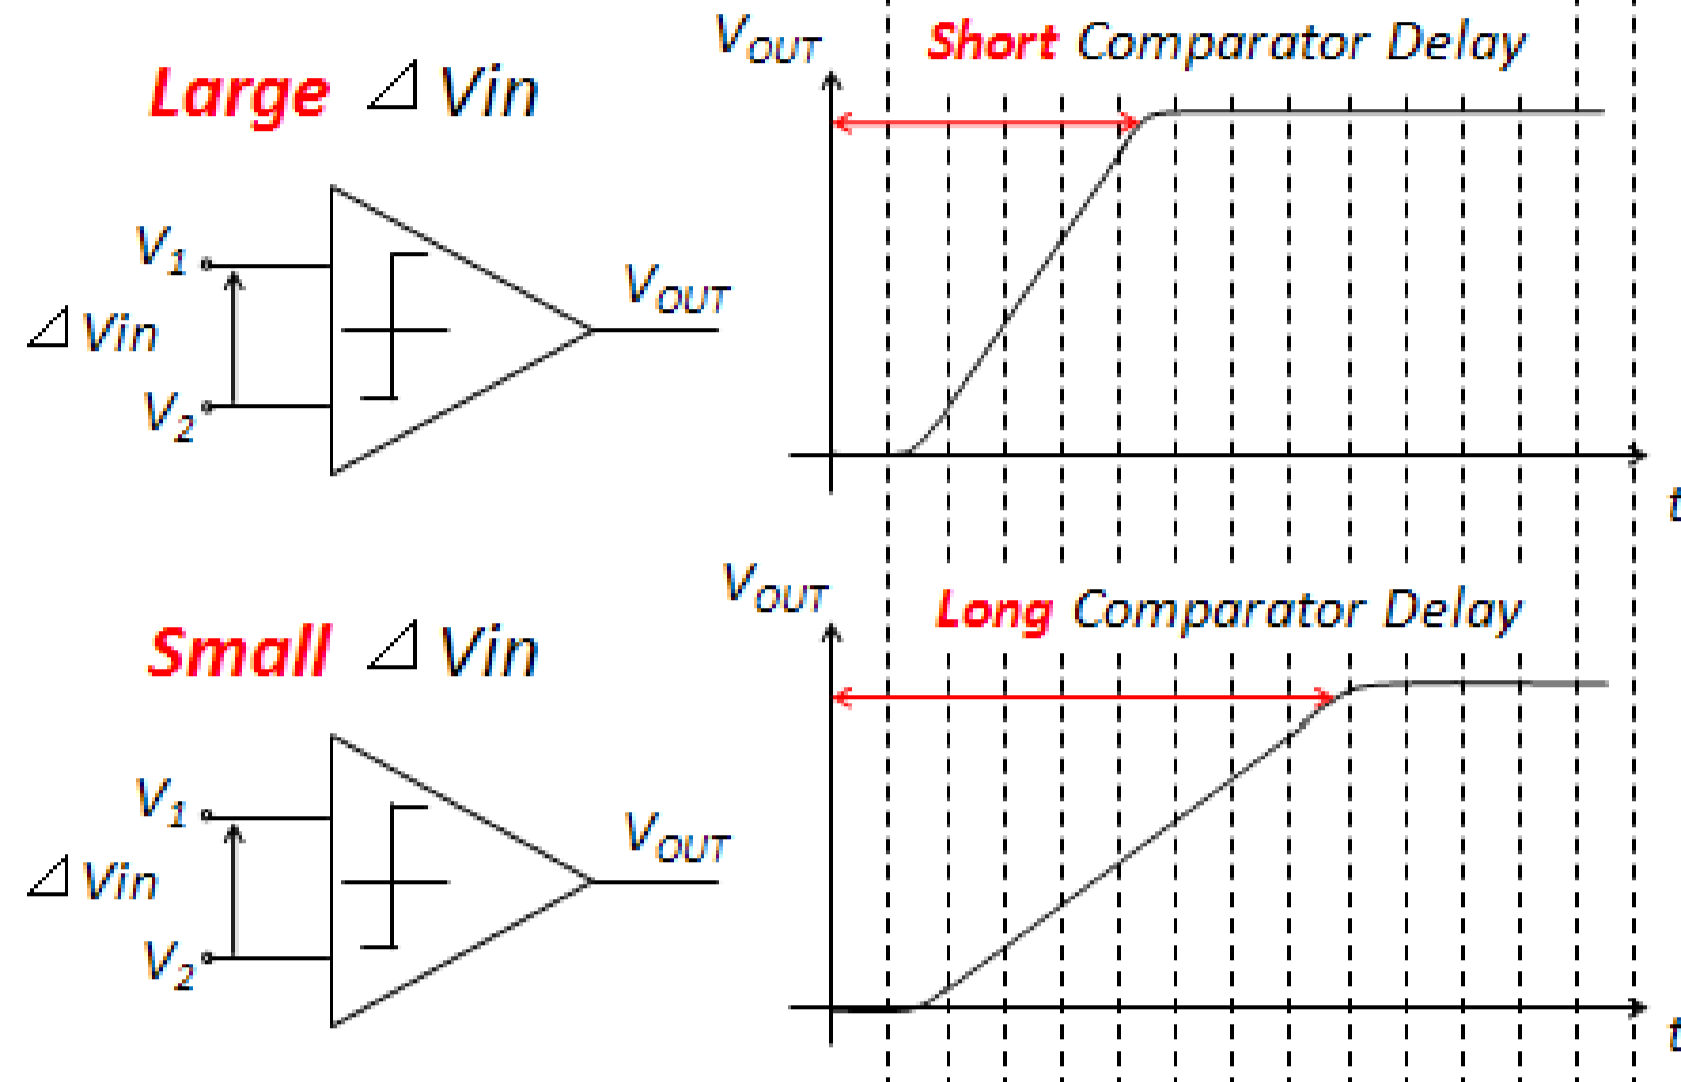 Large ⊿ Vin
V1
⊿ Vin
V2
VOUT
VOUT
Short Comparator Delay
t
Small ⊿ Vin
V1
⊿ Vin
V2
VOUT
VOUT
Long Comparator Delay
t